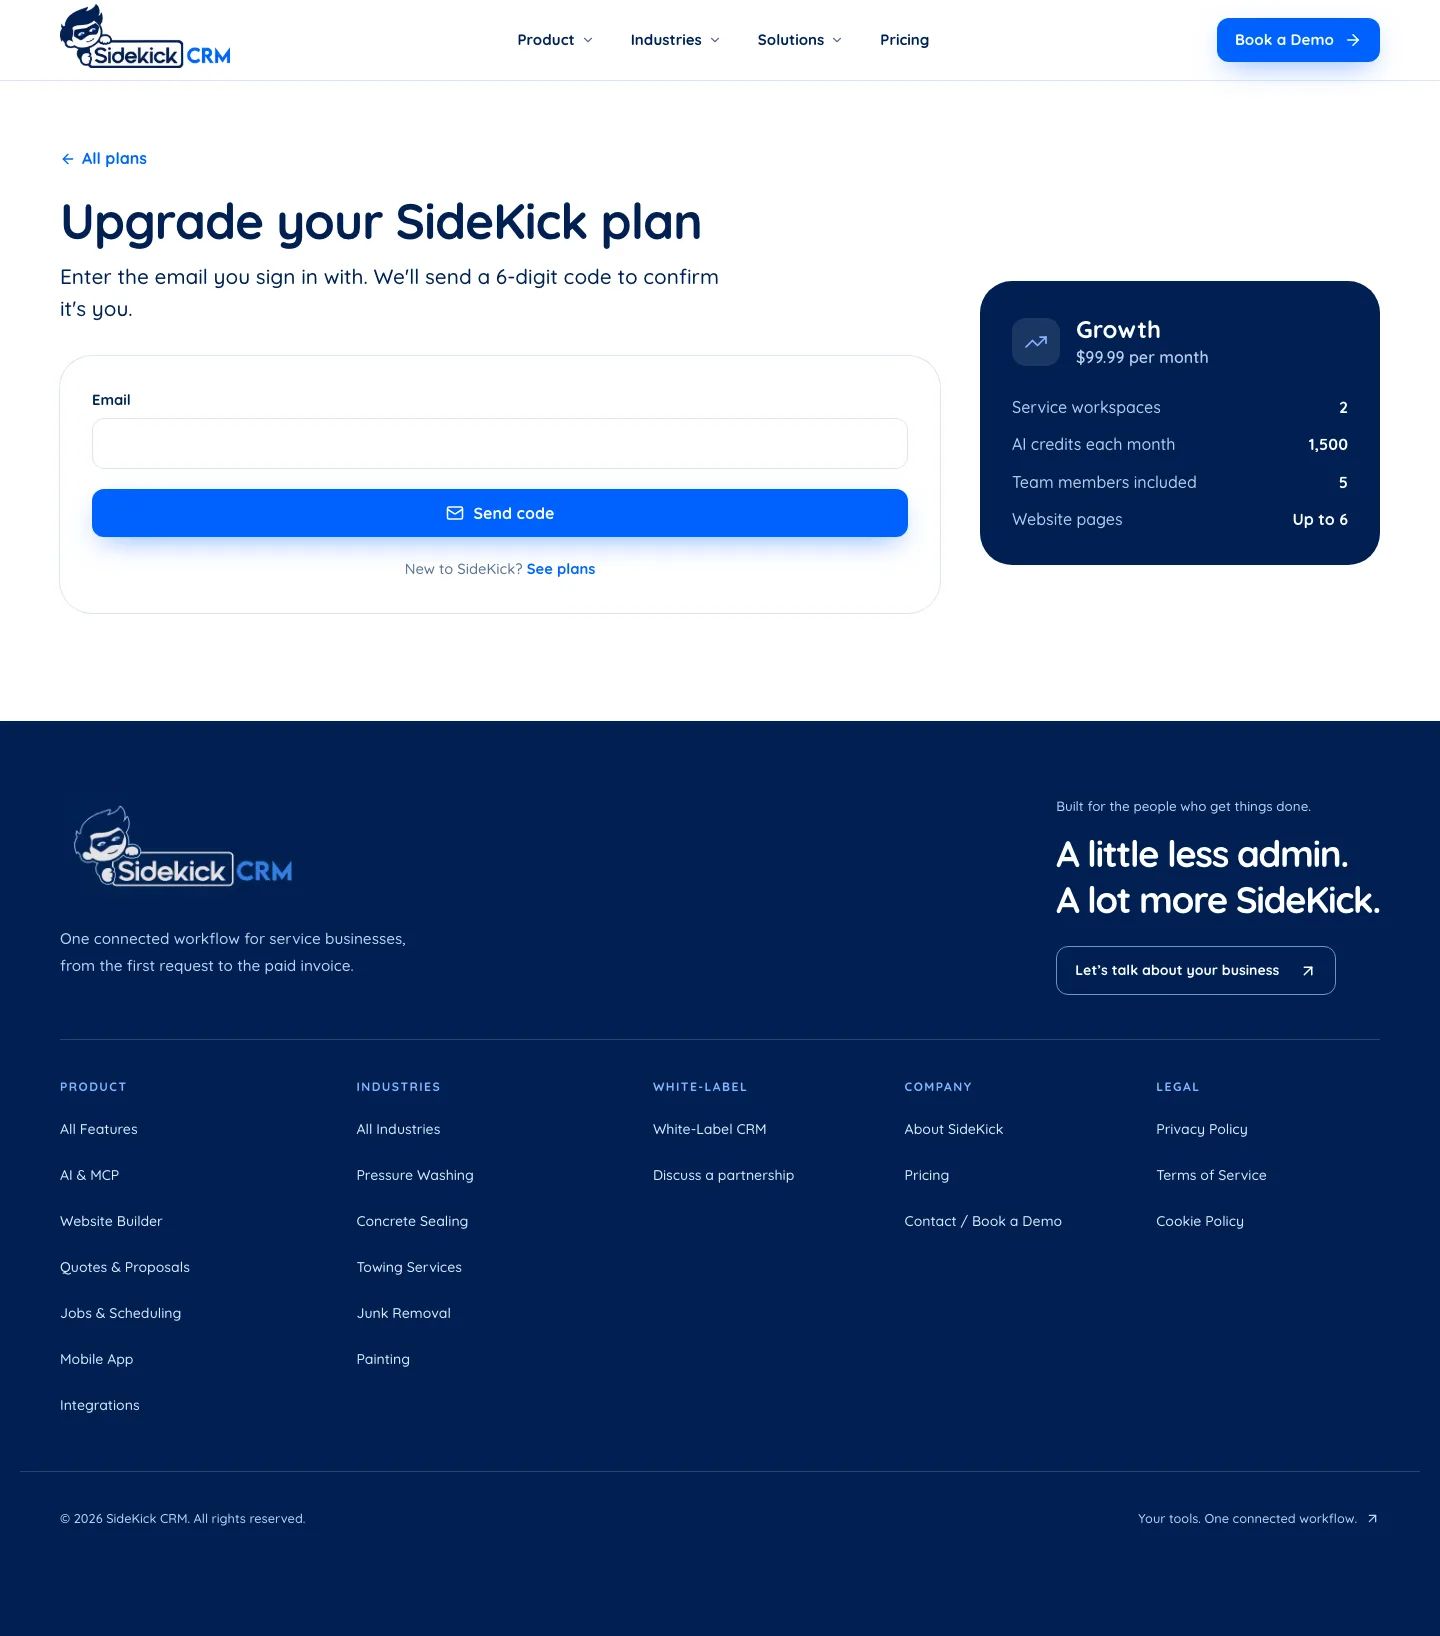 Sidekick CRM
Product
Industries
Solutions
Pricing
Book a Demo
All plans
Upgrade your SideKick plan
Enter the email you sign in with. We'll send a 6-digit code to confirm
it's you.
Email
Send code
New to SideKick? See plans
Growth
$99.99 per month
Service workspaces 2
AI credits each month 1,500
Team members included 5
Website pages Up to 6
Sidekick CRM
One connected workflow for service businesses,
from the first request to the paid invoice.
Built for the people who get things done.
A little less admin.
A lot more SideKick.
Let’s talk about your business
PRODUCT
All Features
AI & MCP
Website Builder
Quotes & Proposals
Jobs & Scheduling
Mobile App
Integrations
INDUSTRIES
All Industries
Pressure Washing
Concrete Sealing
Towing Services
Junk Removal
Painting
WHITE-LABEL
White-Label CRM
Discuss a partnership
COMPANY
About SideKick
Pricing
Contact / Book a Demo
LEGAL
Privacy Policy
Terms of Service
Cookie Policy
© 2026 SideKick CRM. All rights reserved.
Your tools. One connected workflow.